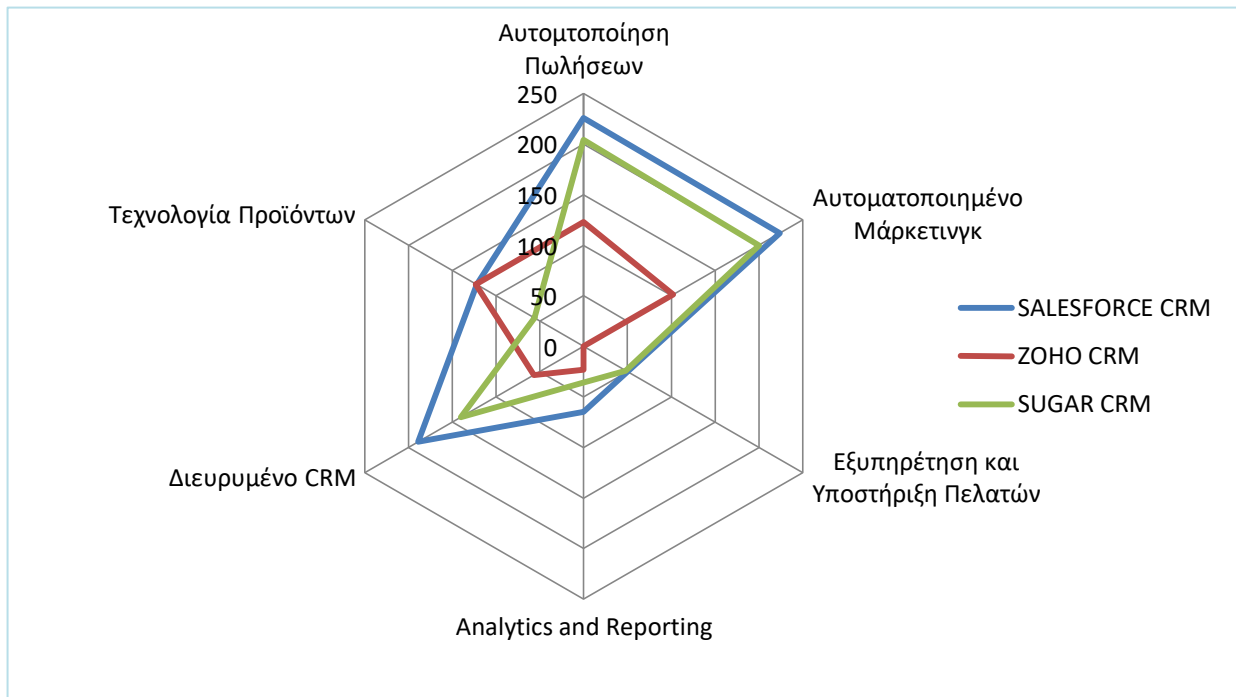 Αυτομτοποίηση
Πωλήσεων
250
200
150
100
50
0
Αυτοματοποιημένο
Μάρκετινγκ
Τεχνολογία Προϊόντων
SALESFORCE CRM
ZOHO CRM
SUGAR CRM
Διευρυμένο CRM
Εξυπηρέτηση και
Υποστήριξη Πελατών
Analytics and Reporting